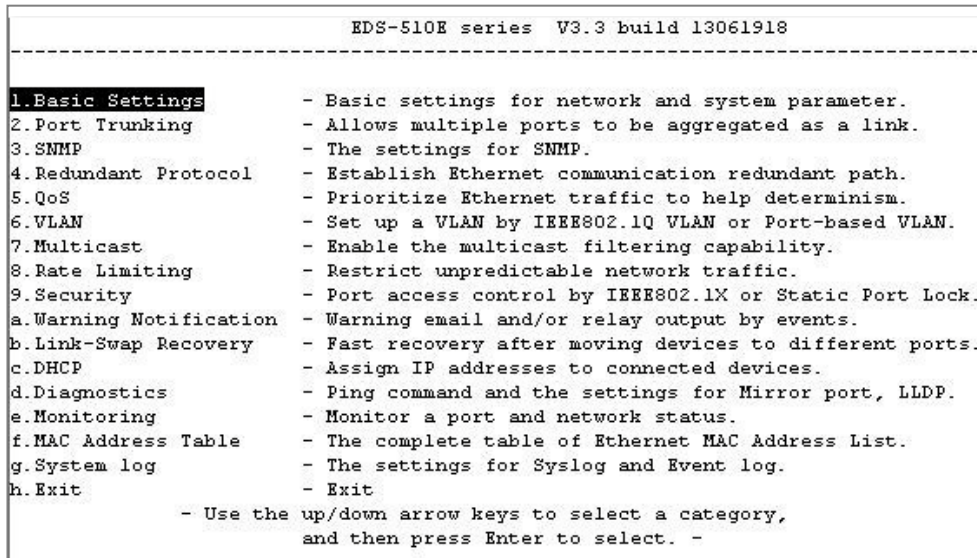 EDS-510E series V3.3 build 13061918
1.Basic Settings - Basic settings for network and system parameter.
2.Port Trunking - Allows multiple ports to be aggregated as a link.
3.SNMP - The settings for SNMP.
4.Redundant Protocol - Establish Ethernet communication redundant path.
5.QoS - Prioritize Ethernet traffic to help determinism.
6.VLAN - Set up a VLAN by IEEE802.1Q VLAN or Port-based VLAN.
7.Multicast - Enable the multicast filtering capability.
8.Rate Limiting - Restrict unpredictable network traffic.
9.Security - Port access control by IEEE802.1X or Static Port Lock.
a.Warning Notification - Warning email and/or relay output by events.
b.Link-Swap Recovery - Fast recovery after moving devices to different ports.
c.DHCP - Assign IP addresses to connected devices.
d.Diagnostics - Ping command and the settings for Mirror port, LLDP.
e.Monitoring - Monitor a port and network status.
f.MAC Address Table - The complete table of Ethernet MAC Address List.
g.System log - The settings for Syslog and Event log.
h.Exit - Exit
- Use the up/down arrow keys to select a category,
and then press Enter to select. -